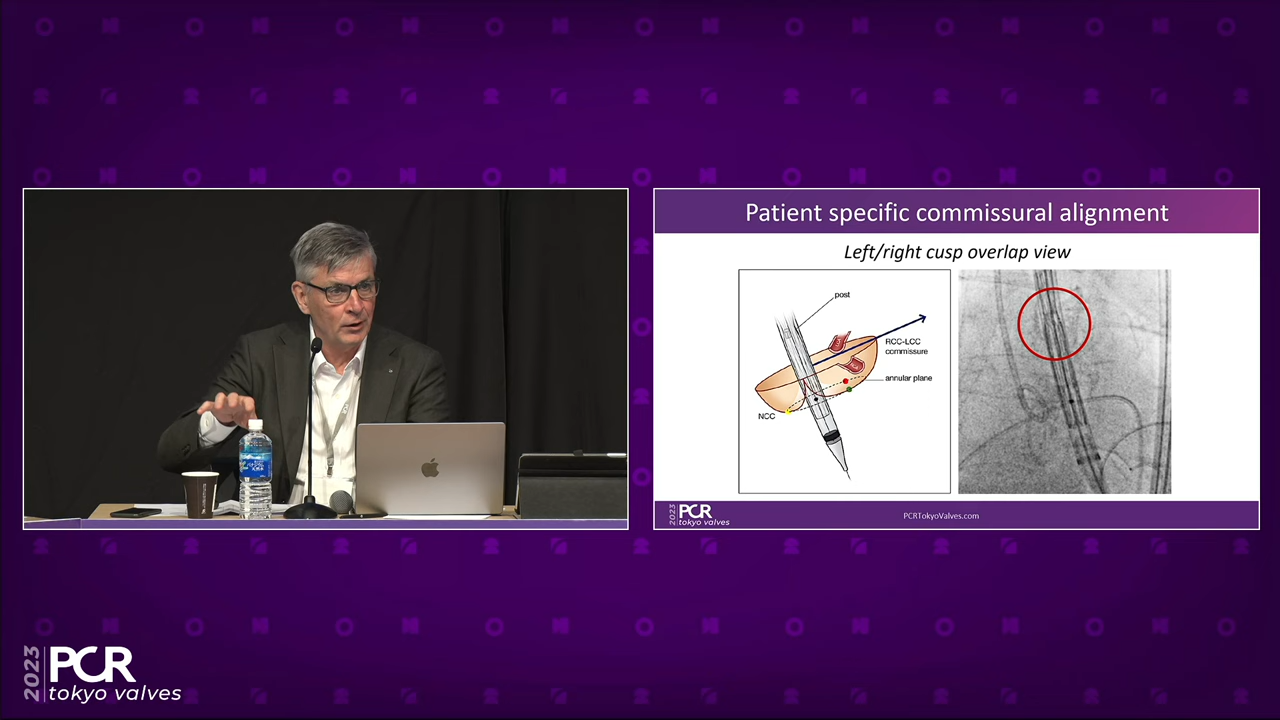 Patient specific commissural alignment
Left/right cusp overlap view
post
RCC-LCC
commissure
annular plane
NCC
2023 PCR
tokyo valves
PCRTokyoValves.com
2023 PCR
tokyo valves